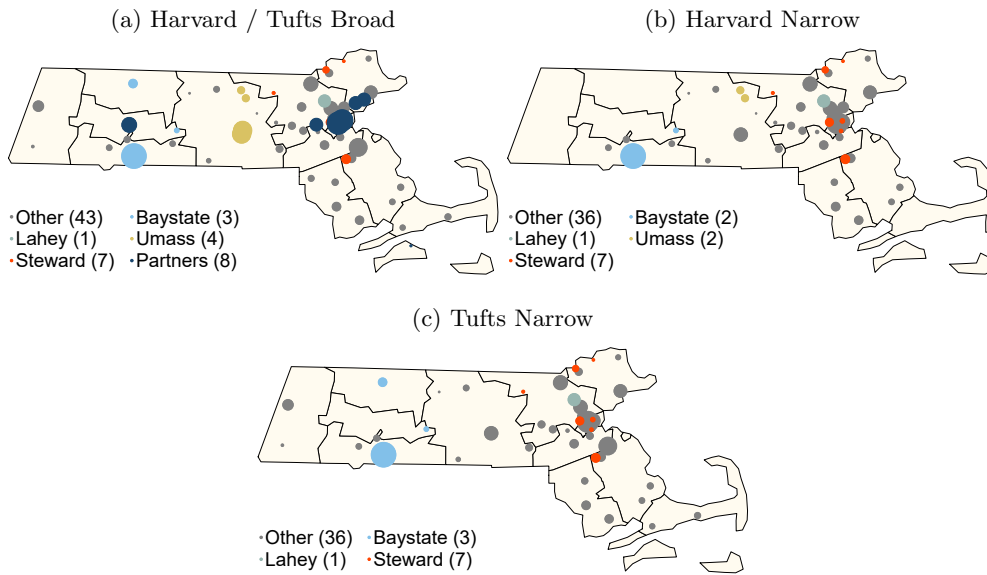 (a) Harvard / Tufts Broad
Other (43) Baystate (3)
Lahey (1) Umass (4)
Steward (7) Partners (8)
(b) Harvard Narrow
Other (36) Baystate (2)
Lahey (1) Umass (2)
Steward (7)
(c) Tufts Narrow
Other (36) Baystate (3)
Lahey (1) Steward (7)